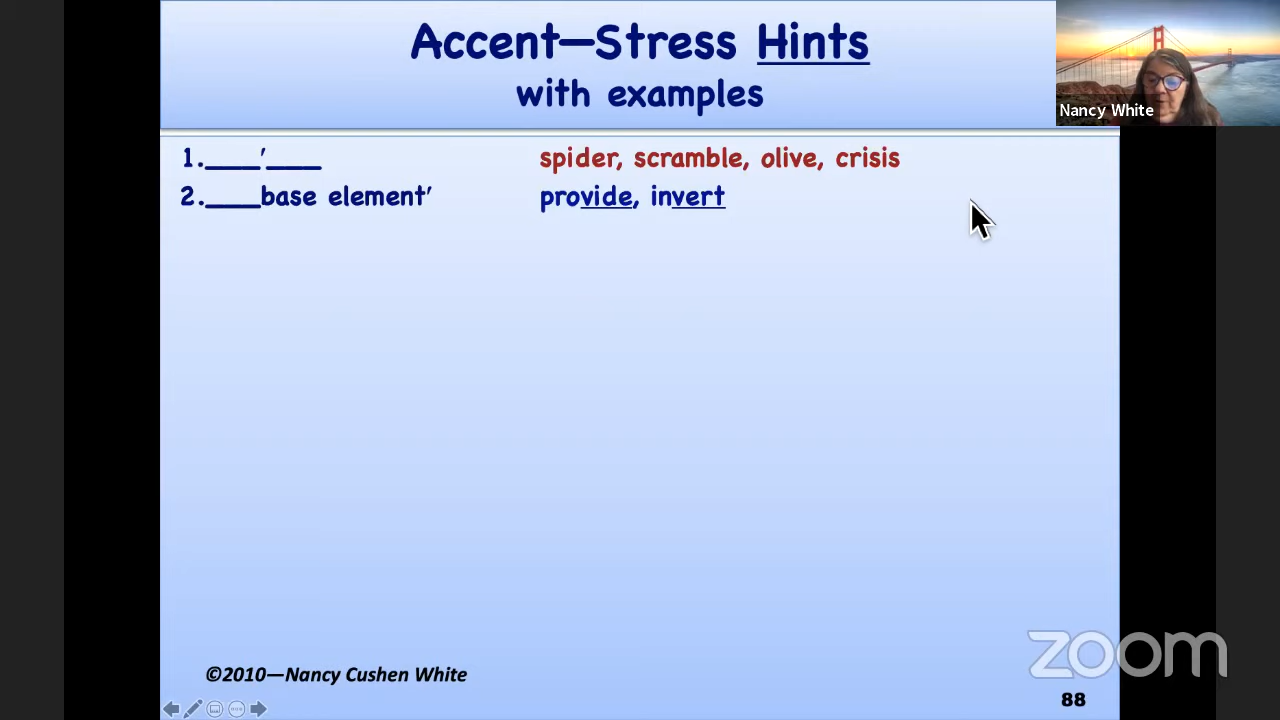 Accent—Stress Hints
with examples
Nancy White
1.____′____ spider, scramble, olive, crisis
2.____base element′ provide, invert
©2010—Nancy Cushen White
zoom
88